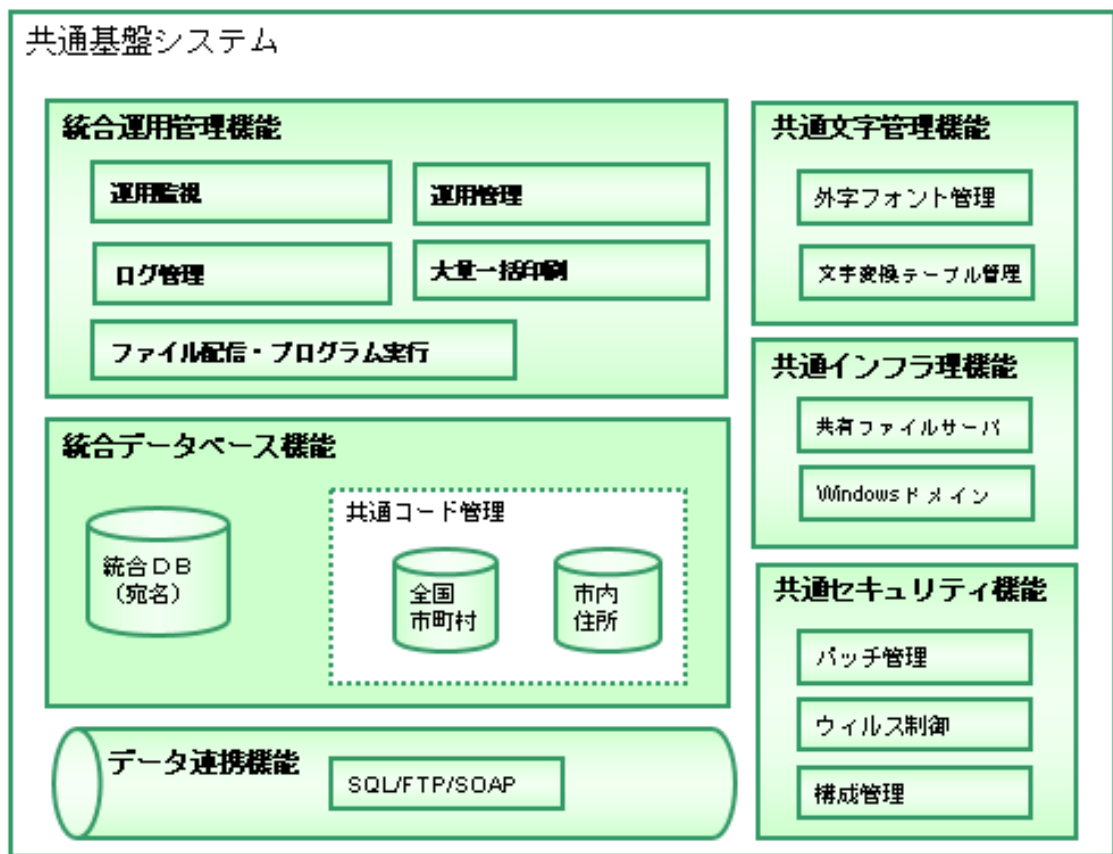 共通基盤システム
統合運用管理機能
運用監視
運用管理
ログ管理
大量一括印刷
ファイル配信・プログラム実行
統合データベース機能
統合DB
(宛名)
共通コード管理
全国
市町村
市内
住所
データ連携機能
SQL/FTP/SOAP
共通文字管理機能
外字フォント管理
文字変換テーブル管理
共通インフラ理機能
共有ファイルサーバ
Windowsドメイン
共通セキュリティ機能
パッチ管理
ウィルス制御
構成管理